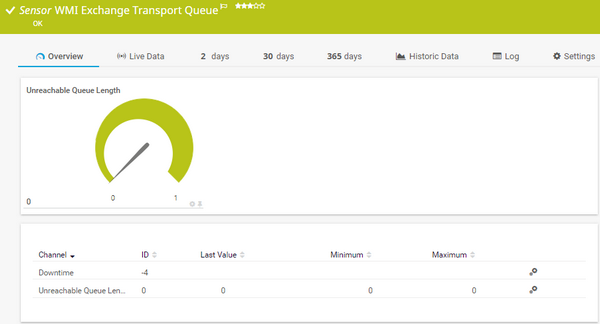 Sensor WMI Exchange Transport Queue
OK
Overview Live Data 2 days 30 days 365 days Historic Data Log Settings
Unreachable Queue Length
0 1
0
Channel ID Last Value Minimum Maximum
Downtime -4
Unreachable Queue Len... 0 0 0 0